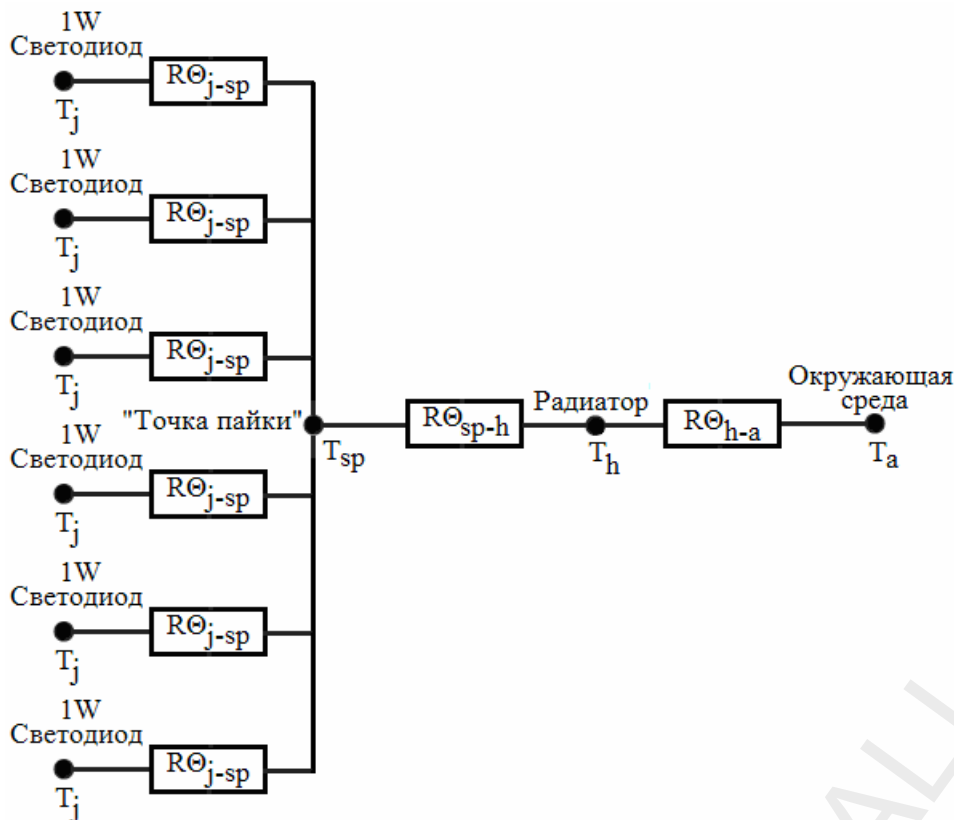 1W
Светодиод
RΘj-sp
Tj
1W
Светодиод
RΘj-sp
Tj
1W
Светодиод
RΘj-sp
Tj
"Точка пайки"
Tsp
RΘsp-h
Радиатор
Th
RΘh-a
Окружающая
среда
Ta
1W
Светодиод
RΘj-sp
Tj
1W
Светодиод
RΘj-sp
Tj
1W
Светодиод
RΘj-sp
Tj